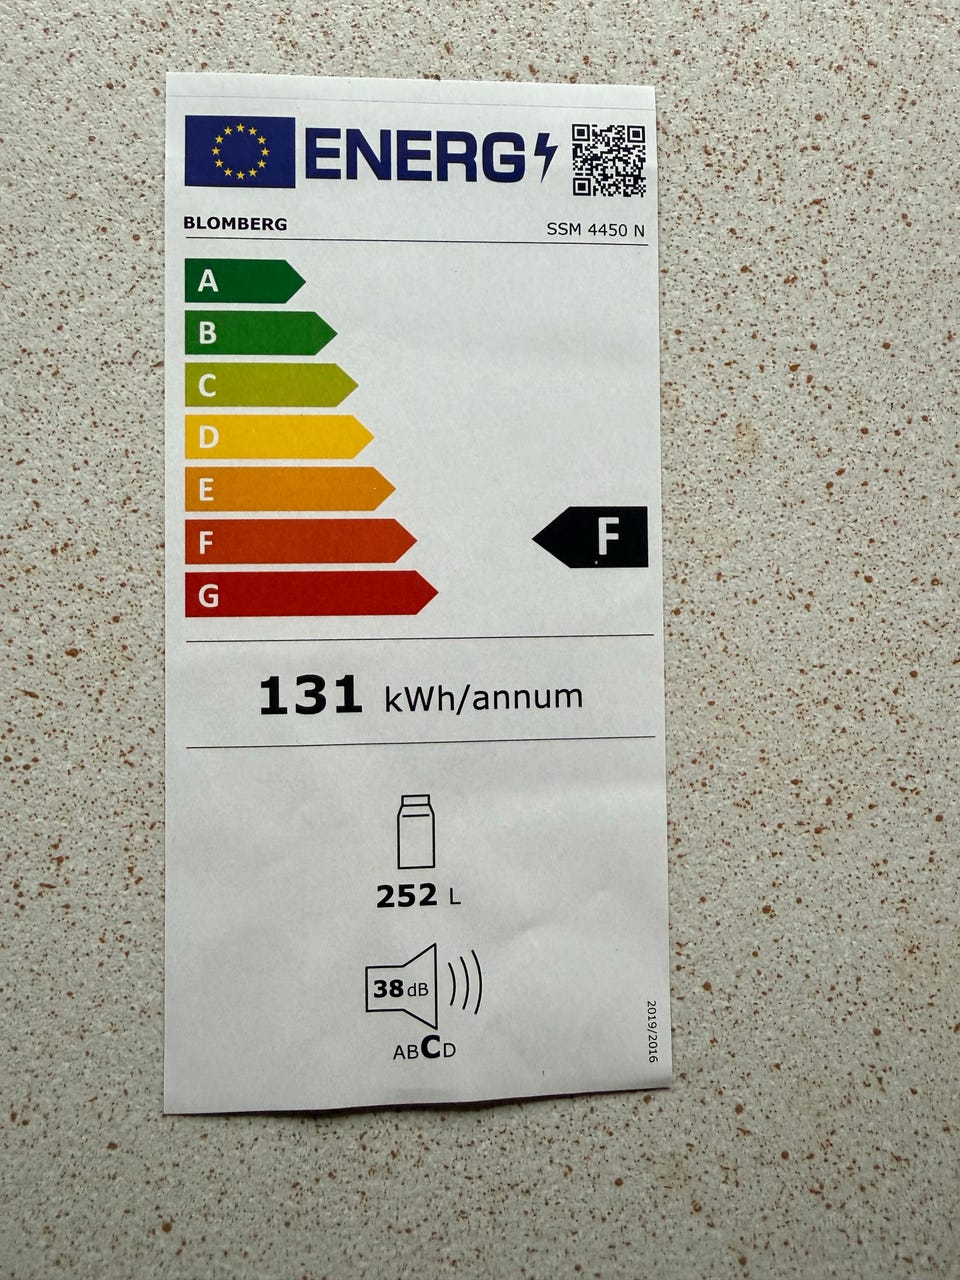 ENERG
BLOMBERG SSM 4450 N
A
B
C
D
E
F
F
G
131 kWh/annum
252 L
38 dB
ABCD
2019/2016